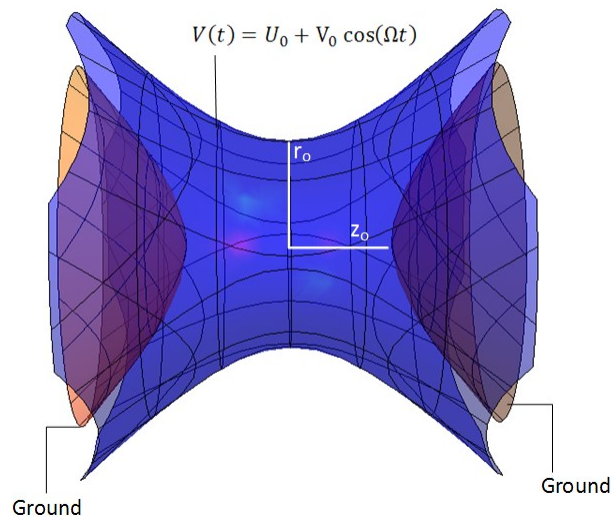 V(t) = U₀ + V₀ cos(Ωt)
r₀
z₀
Ground
Ground